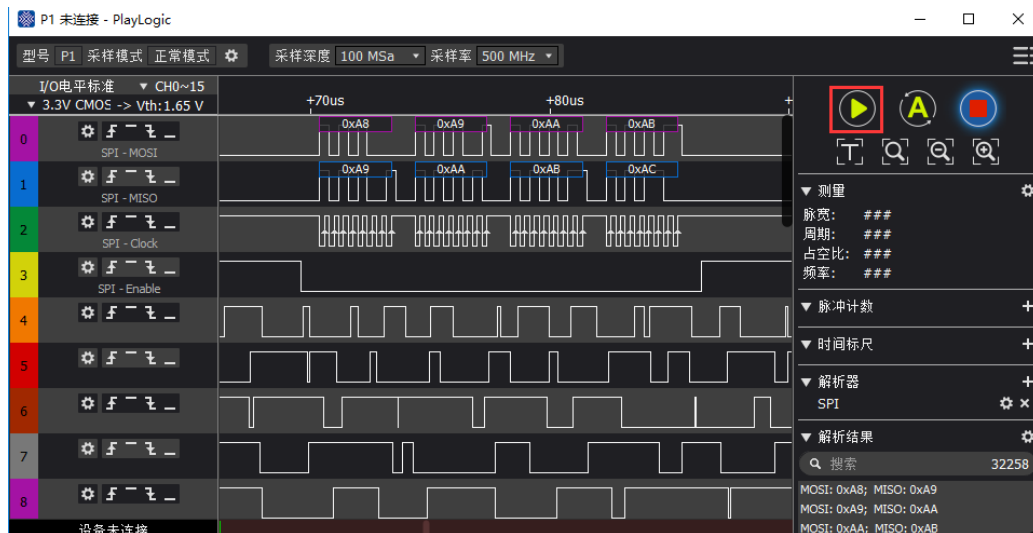 P1 未连接 - PlayLogic
型号 P1 采样模式 正常模式 采样深度 100 MSa 采样率 500 MHz
I/O电平标准 CH0~15
3.3V CMOS -> Vth:1.65 V
+70us +80us +
0 SPI - MOSI 0xA8 0xA9 0xAA 0xAB
1 SPI - MISO 0xA9 0xAA 0xAB 0xAC
2 SPI - Clock
3 SPI - Enable
4
5
6
7
8
设备未连接
A
T
测量
脉宽: ###
周期: ###
占空比: ###
频率: ###
脉冲计数 +
时间标尺 +
解析器 +
SPI
解析结果
搜索 32258
MOSI: 0xA8; MISO: 0xA9
MOSI: 0xA9; MISO: 0xAA
MOSI: 0xAA; MISO: 0xAB